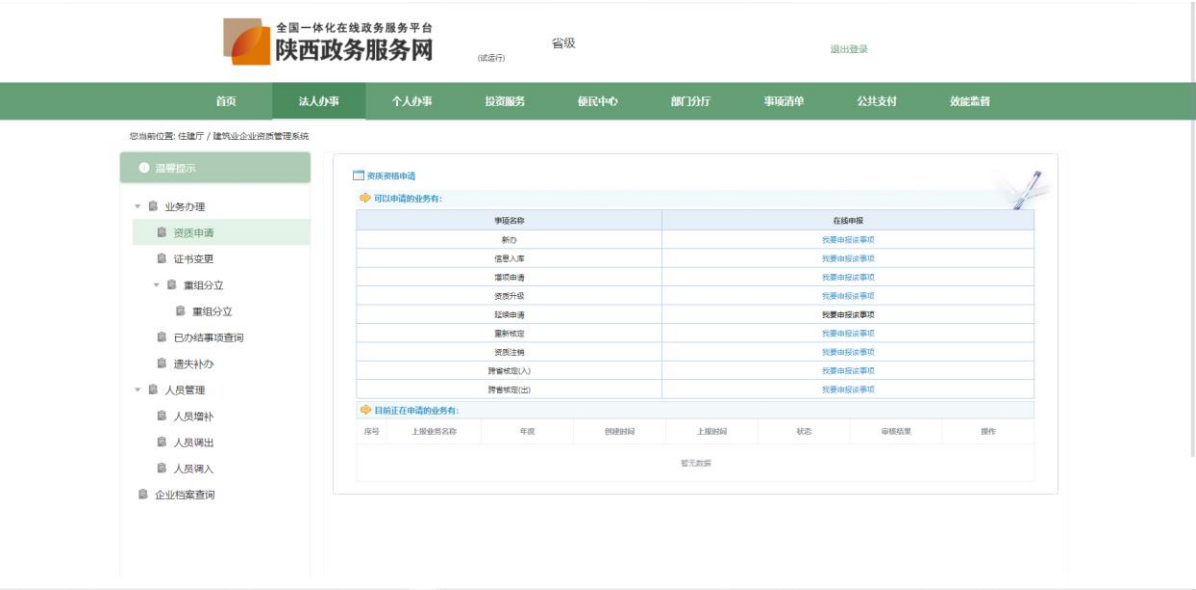 全国一体化在线政务服务平台
陕西政务服务网
(试运行)
省级
退出登录
首页 法人办事 个人办事 投资服务 便民中心 部门分厅 事项清单 公共支付 效能监督
您当前位置: 住建厅 / 建筑业企业资质管理系统
温馨提示
业务办理
资质申请
证书变更
重组分立
重组分立
已办结事项查询
遗失补办
人员管理
人员增补
人员调出
人员调入
企业档案查询
资质资格申请
可以申请的业务有:
事项名称 在线申报
新办 我要申报该事项
信息入库 我要申报该事项
增项申请 我要申报该事项
资质升级 我要申报该事项
延续申请 我要申报该事项
重新核定 我要申报该事项
资质注销 我要申报该事项
跨省核定(入) 我要申报该事项
跨省核定(出) 我要申报该事项
目前正在申请的业务有:
序号 上报业务名称 年度 创建时间 上报时间 状态 审核结果 操作
暂无数据